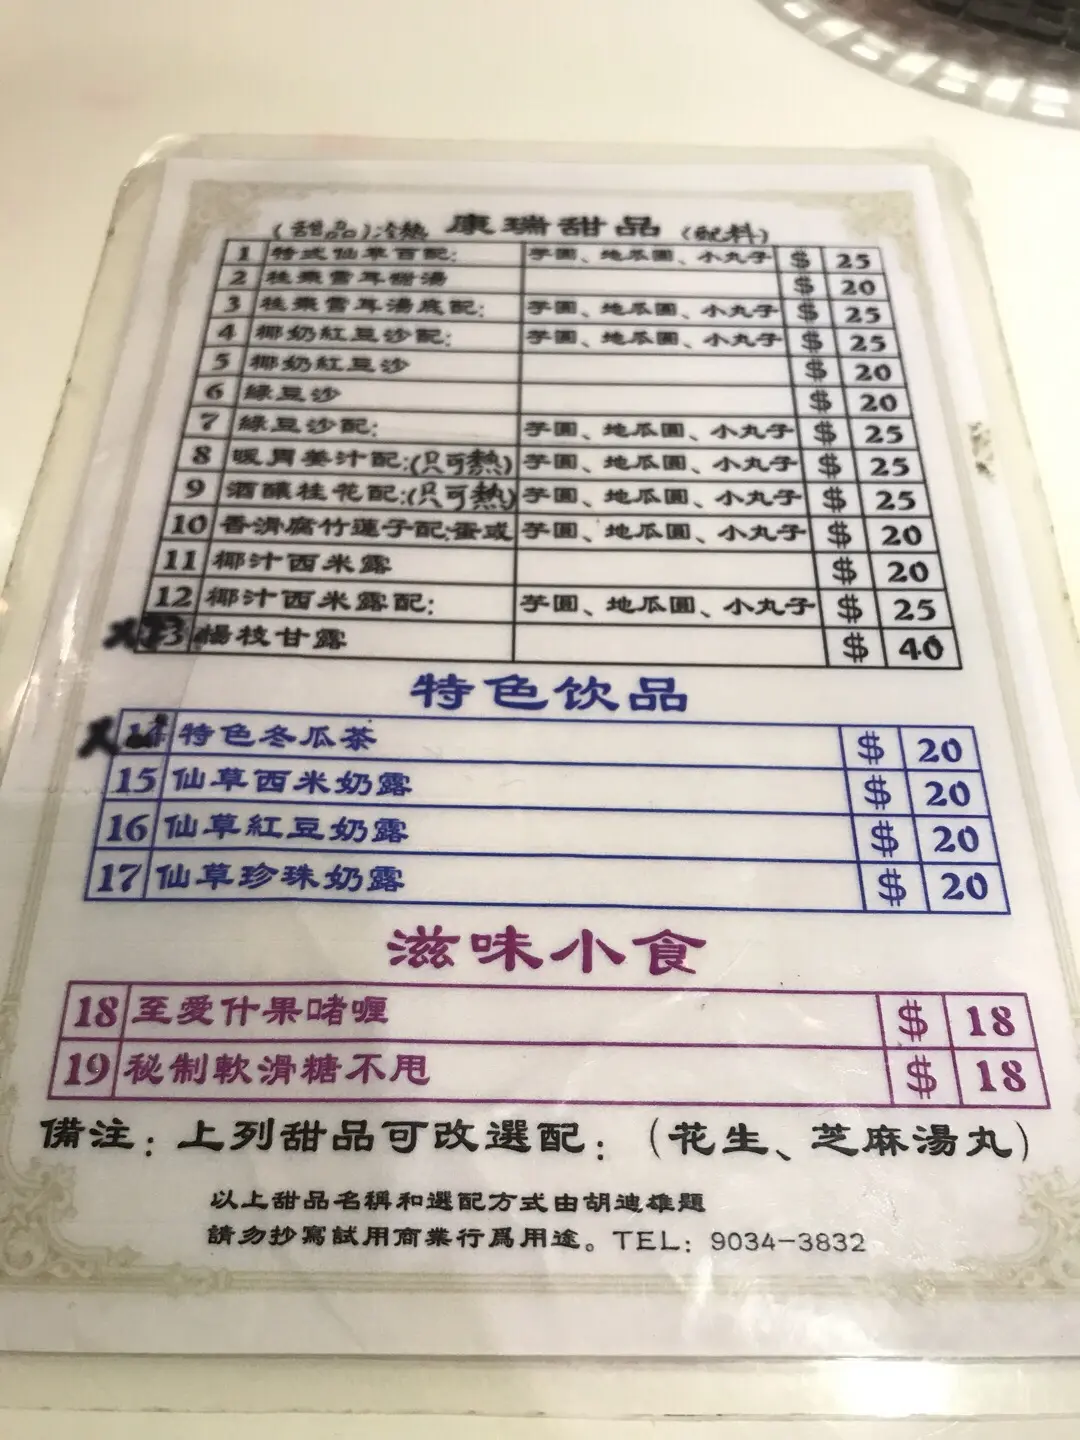 (甜品):冷熱 康瑞甜品 (配料)
1 特式仙草百配: 芋圓、地瓜圓、小丸子 $ 25
2 桂棗雪耳甜湯 $ 20
3 桂棗雪耳湯底配: 芋圓、地瓜圓、小丸子 $ 25
4 椰奶紅豆沙配: 芋圓、地瓜圓、小丸子 $ 25
5 椰奶紅豆沙 $ 20
6 綠豆沙 $ 20
7 綠豆沙配: 芋圓、地瓜圓、小丸子 $ 25
8 暖胃姜汁配:(只可熱) 芋圓、地瓜圓、小丸子 $ 25
9 酒釀桂花配:(只可熱) 芋圓、地瓜圓、小丸子 $ 25
10 香滑腐竹蓮子配:蛋或 芋圓、地瓜圓、小丸子 $ 20
11 椰汁西米露 $ 20
12 椰汁西米露配: 芋圓、地瓜圓、小丸子 $ 25
X 13 楊枝甘露 $ 40
特色饮品
X 14 特色冬瓜茶 $ 20
15 仙草西米奶露 $ 20
16 仙草紅豆奶露 $ 20
17 仙草珍珠奶露 $ 20
滋味小食
18 至愛什果啫喱 $ 18
19 秘制軟滑糖不甩 $ 18
備注: 上列甜品可改選配: (花生、芝麻湯丸)
以上甜品名稱和選配方式由胡迪雄題
請勿抄寫試用商業行爲用途。TEL: 9034-3832